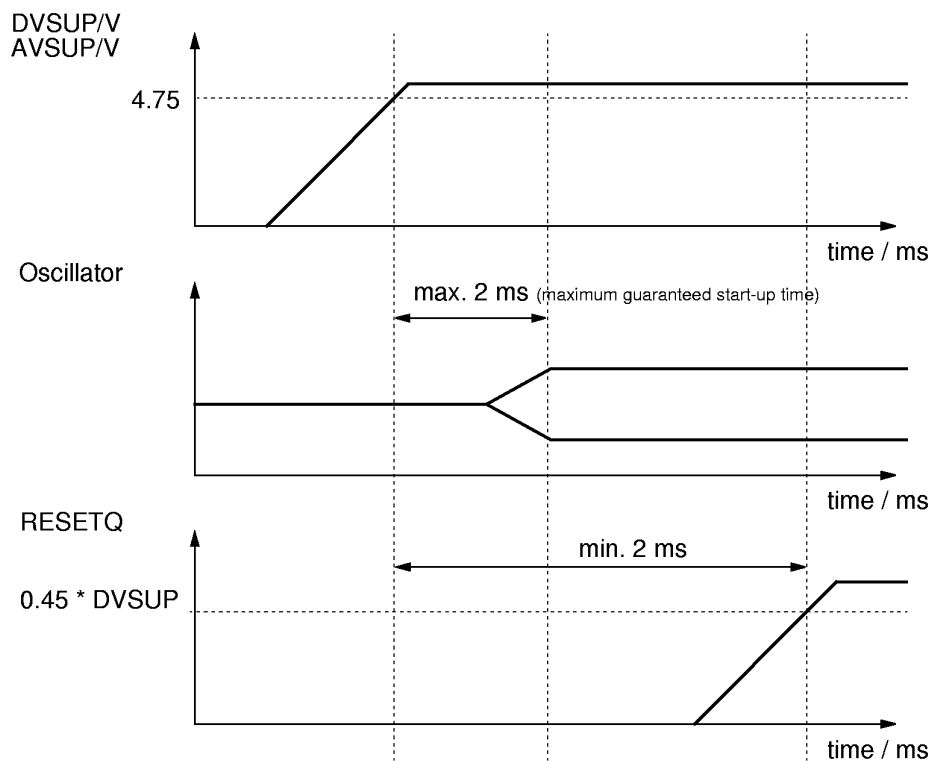 DVSUP/V
AVSUP/V
4.75
time / ms
Oscillator
max. 2 ms (maximum guaranteed start-up time)
time / ms
RESETQ
min. 2 ms
0.45 * DVSUP
time / ms